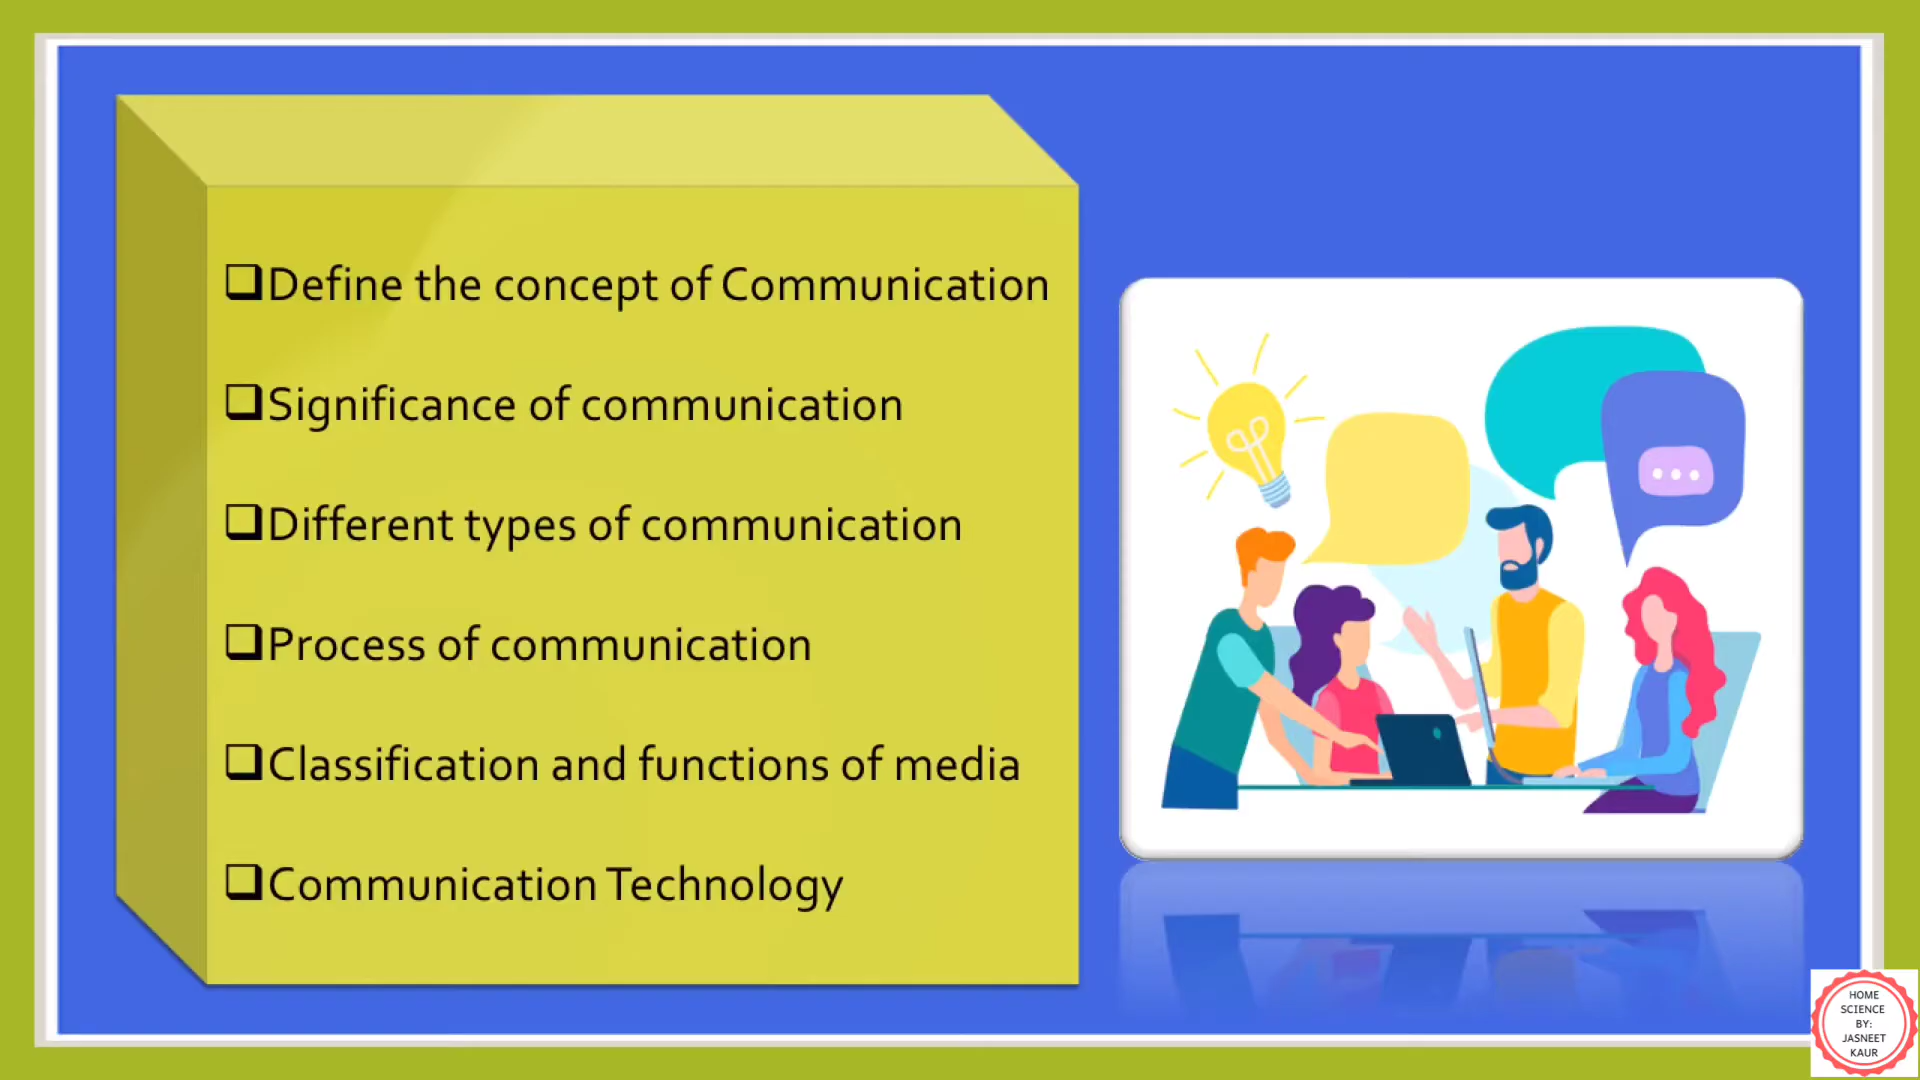 ❑Define the concept of Communication
❑Significance of communication
❑Different types of communication
❑Process of communication
❑Classification and functions of media
❑Communication Technology
HOME
SCIENCE
BY:
JASNEET
KAUR